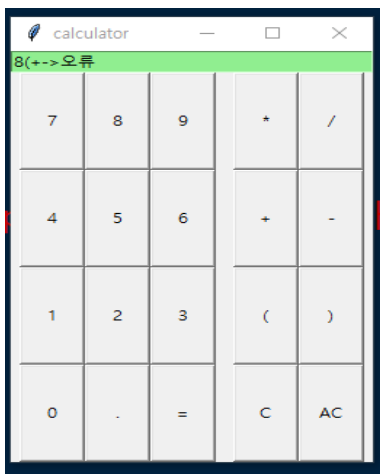 calculator
8(+->오류
7 8 9 * /
4 5 6 + -
1 2 3 ( )
0 . = C AC